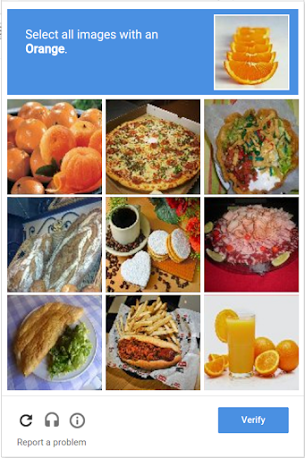 Select all images with an
Orange.
Report a problem
Verify